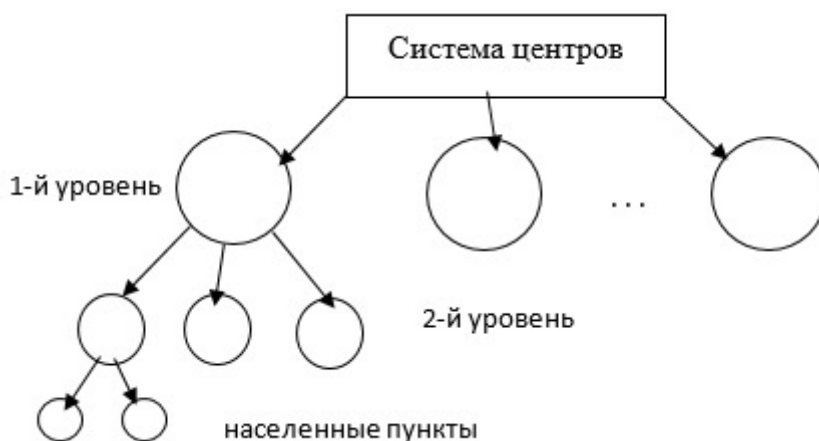 Система центров
1-й уровень
...
2-й уровень
населенные пункты